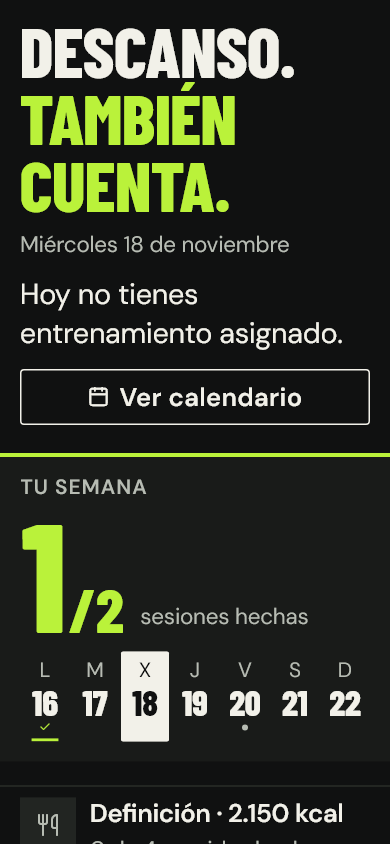 DESCANSO.
TAMBIÉN
CUENTA.
Miércoles 18 de noviembre
Hoy no tienes
entrenamiento asignado.
Ver calendario
TU SEMANA
1/2 sesiones hechas
L M X J V S D
16 17 18 19 20 21 22
Definición · 2.150 kcal